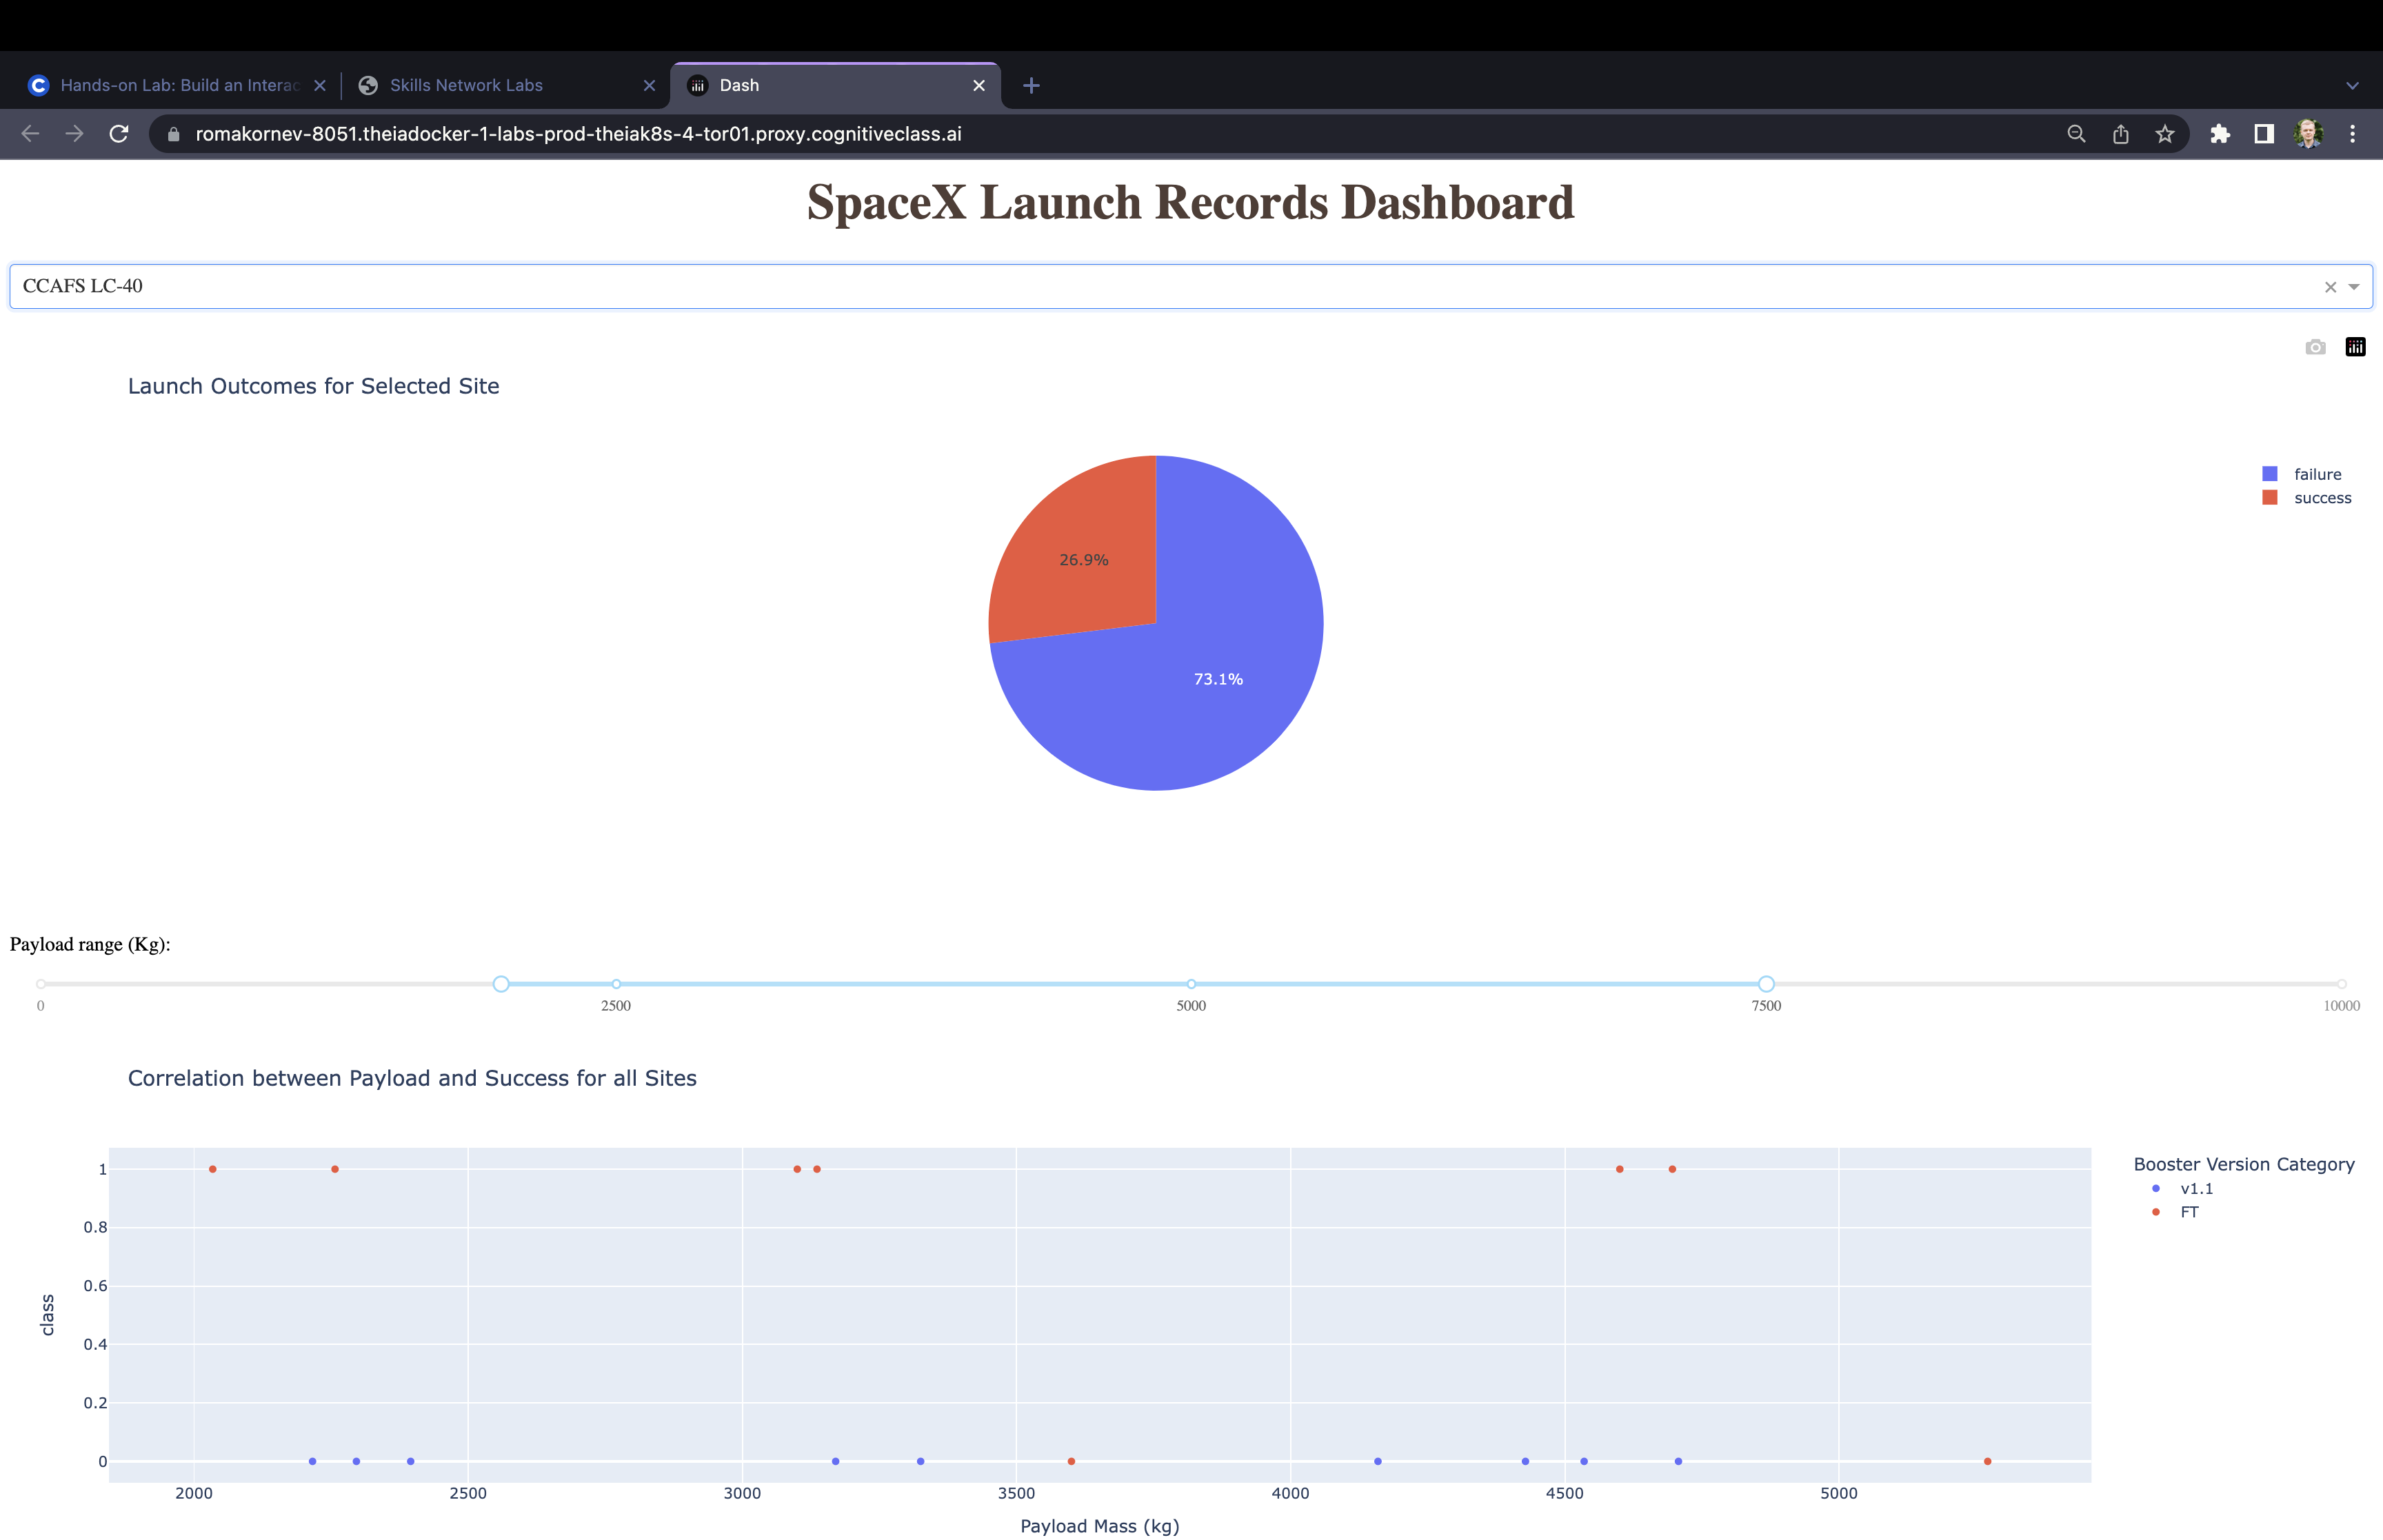 Hands-on Lab: Build an Interac
Skills Network Labs
Dash
romakornev-8051.theiadocker-1-labs-prod-theiak8s-4-tor01.proxy.cognitiveclass.ai
SpaceX Launch Records Dashboard
CCAFS LC-40
Launch Outcomes for Selected Site
failure
success
26.9%
73.1%
Payload range (Kg):
0 2500 5000 7500 10000
Correlation between Payload and Success for all Sites
Booster Version Category
v1.1
FT
1
0.8
0.6
0.4
0.2
0
class
2000 2500 3000 3500 4000 4500 5000
Payload Mass (kg)